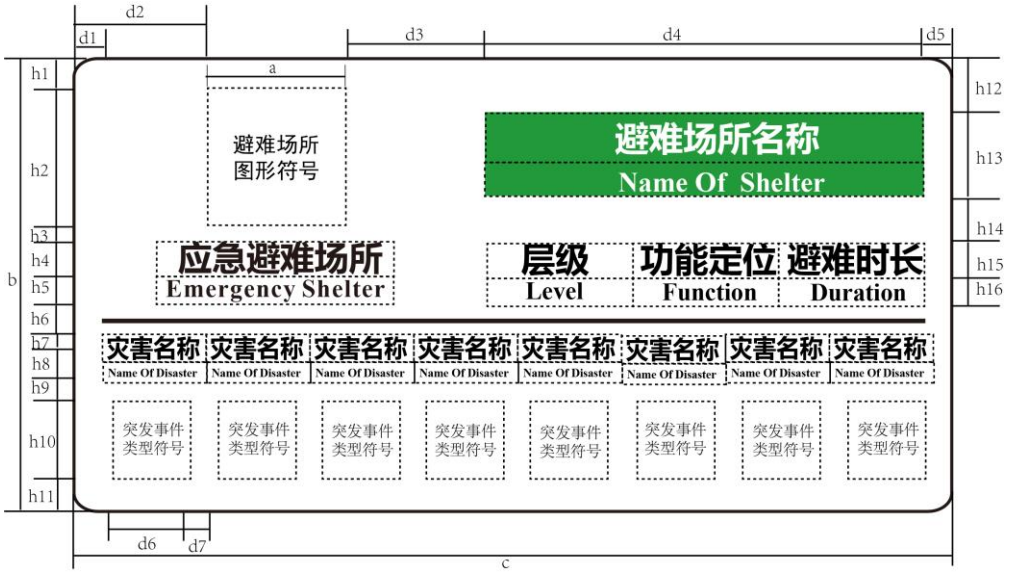 d2
d1
d3
d4
d5
a
h1
h12
避难场所
图形符号
避难场所名称
Name Of Shelter
h2
h13
h3
h14
应急避难场所
Emergency Shelter
层级
Level
功能定位
Function
避难时长
Duration
h4
h15
b
h5
h16
h6
h7
灾害名称 灾害名称 灾害名称 灾害名称 灾害名称 灾害名称 灾害名称 灾害名称
h8
Name Of Disaster Name Of Disaster Name Of Disaster Name Of Disaster Name Of Disaster Name Of Disaster Name Of Disaster Name Of Disaster
h9
突发事件 突发事件 突发事件 突发事件 突发事件 突发事件 突发事件 突发事件
类型符号 类型符号 类型符号 类型符号 类型符号 类型符号 类型符号 类型符号
h10
h11
d6
d7
c